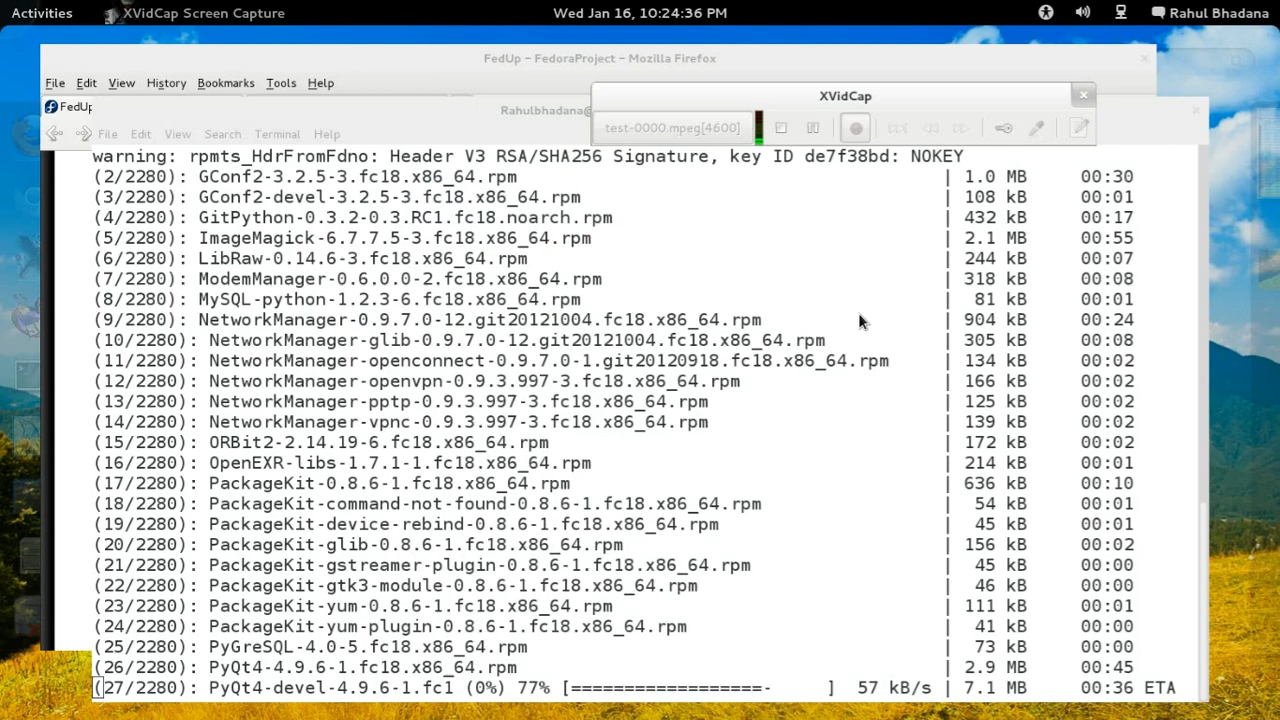 Activities XVidCap Screen Capture Wed Jan 16, 10:24:36 PM Rahul Bhadana
FedUp - FedoraProject - Mozilla Firefox
File Edit View History Bookmarks Tools Help
XVidCap
FedUp Rahulbhadana@
test-0000.mpeg[4600]
File Edit View Search Terminal Help
warning: rpmts_HdrFromFdno: Header V3 RSA/SHA256 Signature, key ID de7f38bd: NOKEY
(2/2280): GConf2-3.2.5-3.fc18.x86_64.rpm | 1.0 MB 00:30
(3/2280): GConf2-devel-3.2.5-3.fc18.x86_64.rpm | 108 kB 00:01
(4/2280): GitPython-0.3.2-0.3.RC1.fc18.noarch.rpm | 432 kB 00:17
(5/2280): ImageMagick-6.7.7.5-3.fc18.x86_64.rpm | 2.1 MB 00:55
(6/2280): LibRaw-0.14.6-3.fc18.x86_64.rpm | 244 kB 00:07
(7/2280): ModemManager-0.6.0.0-2.fc18.x86_64.rpm | 318 kB 00:08
(8/2280): MySQL-python-1.2.3-6.fc18.x86_64.rpm | 81 kB 00:01
(9/2280): NetworkManager-0.9.7.0-12.git20121004.fc18.x86_64.rpm | 904 kB 00:24
(10/2280): NetworkManager-glib-0.9.7.0-12.git20121004.fc18.x86_64.rpm | 305 kB 00:08
(11/2280): NetworkManager-openconnect-0.9.7.0-1.git20120918.fc18.x86_64.rpm | 134 kB 00:02
(12/2280): NetworkManager-openvpn-0.9.3.997-3.fc18.x86_64.rpm | 166 kB 00:02
(13/2280): NetworkManager-pptp-0.9.3.997-3.fc18.x86_64.rpm | 125 kB 00:02
(14/2280): NetworkManager-vpnc-0.9.3.997-3.fc18.x86_64.rpm | 139 kB 00:02
(15/2280): ORBit2-2.14.19-6.fc18.x86_64.rpm | 172 kB 00:02
(16/2280): OpenEXR-libs-1.7.1-1.fc18.x86_64.rpm | 214 kB 00:01
(17/2280): PackageKit-0.8.6-1.fc18.x86_64.rpm | 636 kB 00:10
(18/2280): PackageKit-command-not-found-0.8.6-1.fc18.x86_64.rpm | 54 kB 00:01
(19/2280): PackageKit-device-rebind-0.8.6-1.fc18.x86_64.rpm | 45 kB 00:01
(20/2280): PackageKit-glib-0.8.6-1.fc18.x86_64.rpm | 156 kB 00:02
(21/2280): PackageKit-gstreamer-plugin-0.8.6-1.fc18.x86_64.rpm | 45 kB 00:00
(22/2280): PackageKit-gtk3-module-0.8.6-1.fc18.x86_64.rpm | 46 kB 00:00
(23/2280): PackageKit-yum-0.8.6-1.fc18.x86_64.rpm | 111 kB 00:01
(24/2280): PackageKit-yum-plugin-0.8.6-1.fc18.x86_64.rpm | 41 kB 00:00
(25/2280): PyGreSQL-4.0-5.fc18.x86_64.rpm | 73 kB 00:00
(26/2280): PyQt4-4.9.6-1.fc18.x86_64.rpm | 2.9 MB 00:45
(27/2280): PyQt4-devel-4.9.6-1.fc1 (0%) 77% [==================- ] 57 kB/s | 7.1 MB 00:36 ETA